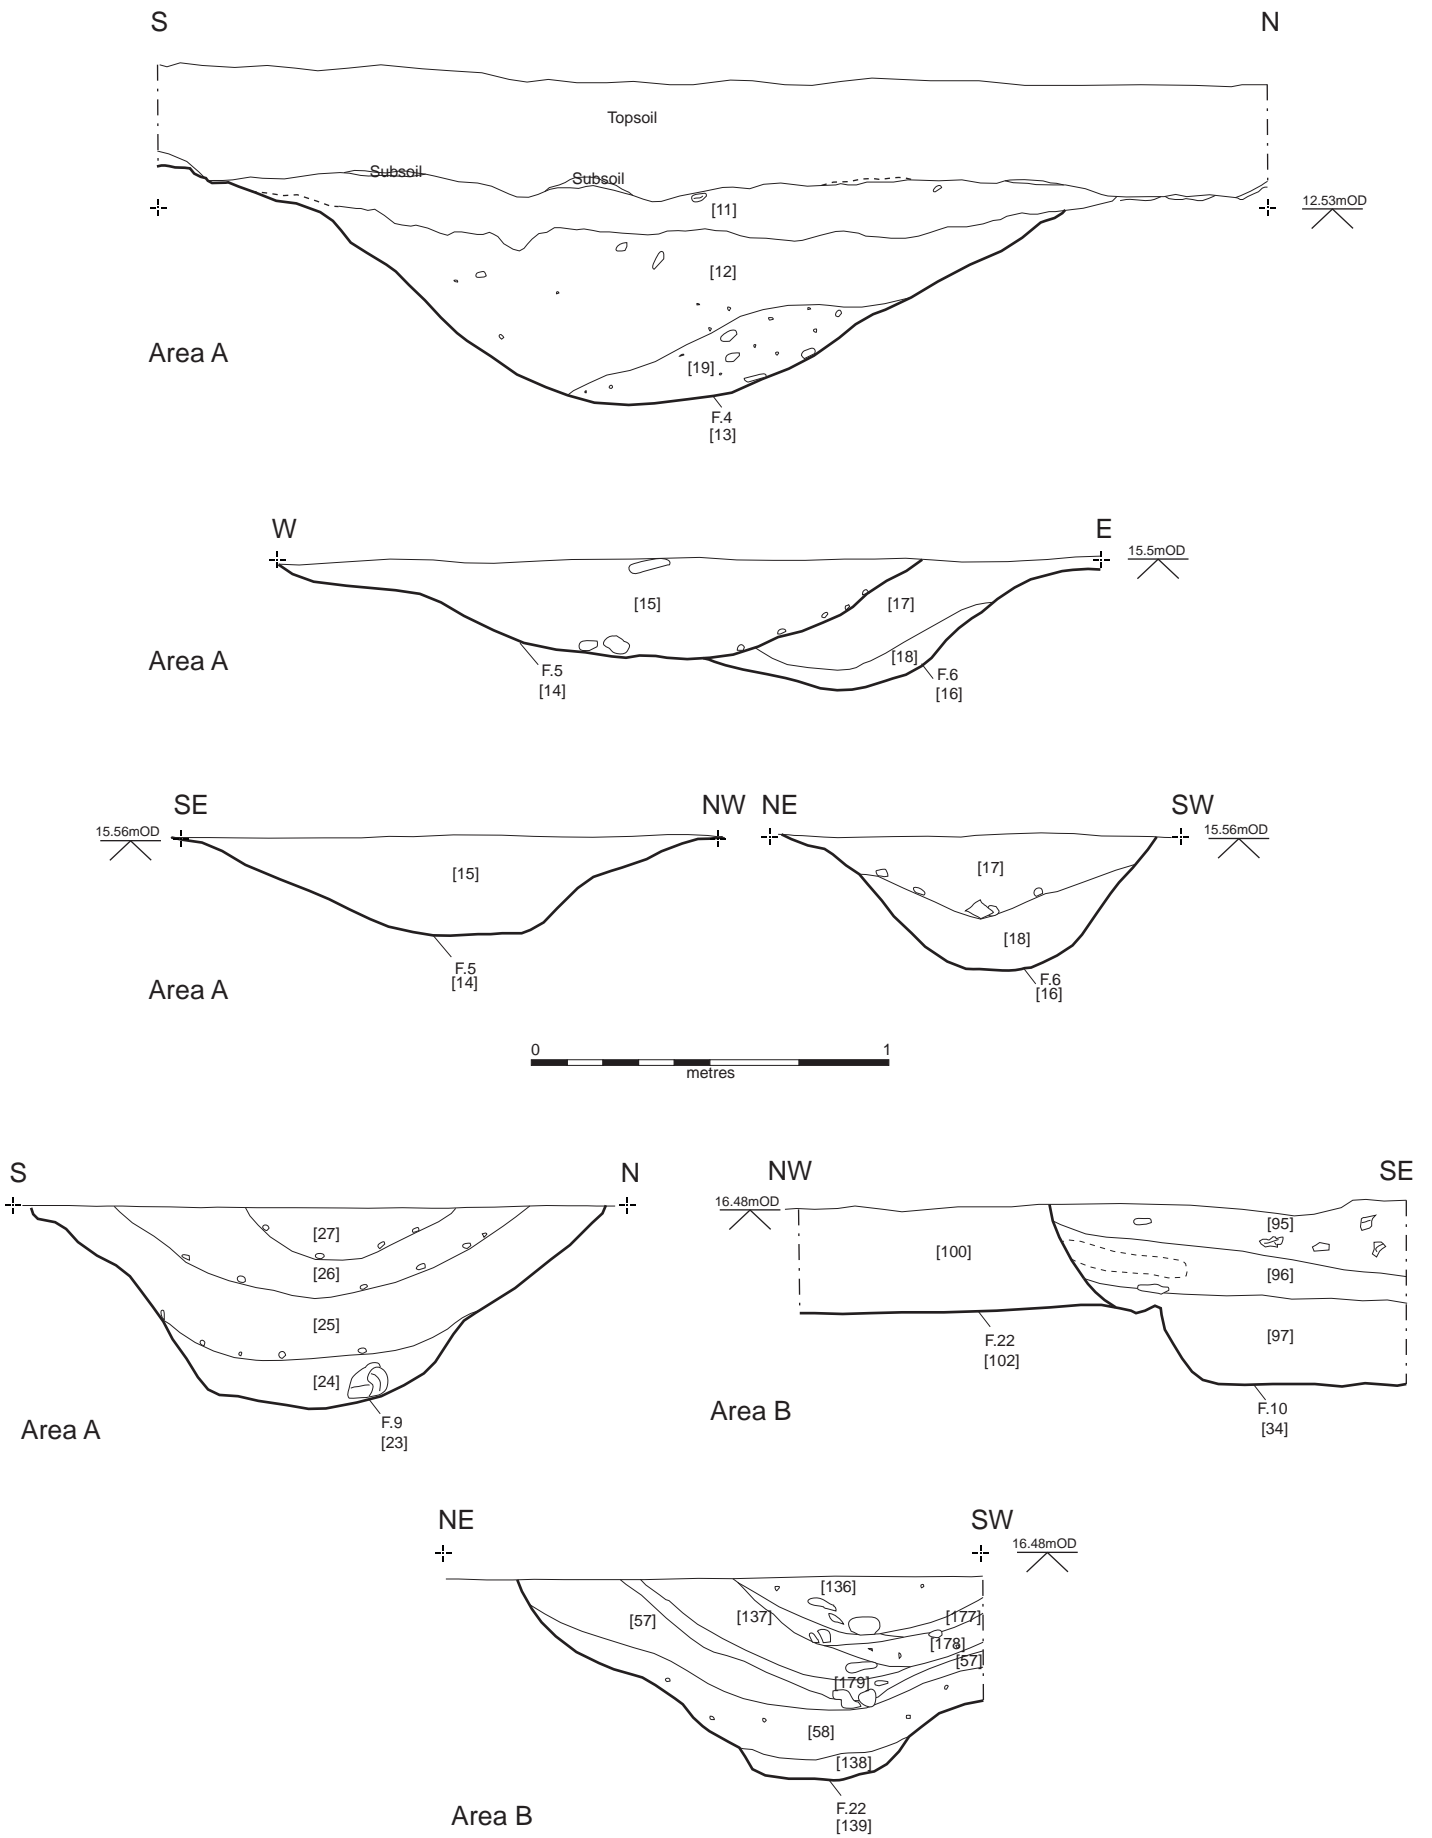 S
N
Topsoil
Subsoil
Subsoil
[11]
12.53mOD
[12]
Area A
[19]
F.4
[13]
W
E
15.5mOD
[15]
[17]
Area A
[18]
F.5
[14]
F.6
[16]
SE
NW
NE
SW
15.56mOD
15.56mOD
[15]
[17]
[18]
F.5
[14]
F.6
[16]
Area A
0
1
metres
S
N
[27]
[26]
[25]
[24]
Area A
F.9
[23]
NW
SE
16.48mOD
[95]
[100]
[96]
[97]
F.22
[102]
Area B
F.10
[34]
NE
SW
16.48mOD
[136]
[57]
[137]
[177]
[178]
[57]
[179]
[58]
[138]
F.22
[139]
Area B